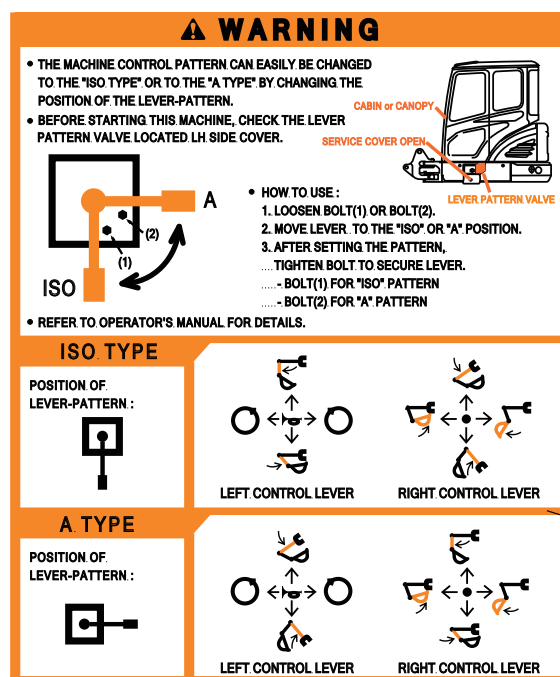 WARNING
• THE MACHINE CONTROL PATTERN CAN EASILY BE CHANGED
TO THE "ISO TYPE" OR TO THE "A TYPE" BY CHANGING THE
POSITION OF THE LEVER-PATTERN.
• BEFORE STARTING THIS MACHINE, CHECK THE LEVER
PATTERN VALVE LOCATED LH SIDE COVER.
CABIN or CANOPY
SERVICE COVER OPEN
LEVER PATTERN VALVE
A
(2)
(1)
ISO
• HOW TO USE :
1. LOOSEN BOLT(1) OR BOLT(2).
2. MOVE LEVER TO THE "ISO" OR "A" POSITION.
3. AFTER SETTING THE PATTERN,
.... TIGHTEN BOLT TO SECURE LEVER.
..... - BOLT(1) FOR "ISO" PATTERN
..... - BOLT(2) FOR "A" PATTERN
• REFER TO OPERATOR'S MANUAL FOR DETAILS.
ISO TYPE
POSITION OF
LEVER-PATTERN :
LEFT CONTROL LEVER
RIGHT CONTROL LEVER
A TYPE
POSITION OF
LEVER-PATTERN :
LEFT CONTROL LEVER
RIGHT CONTROL LEVER